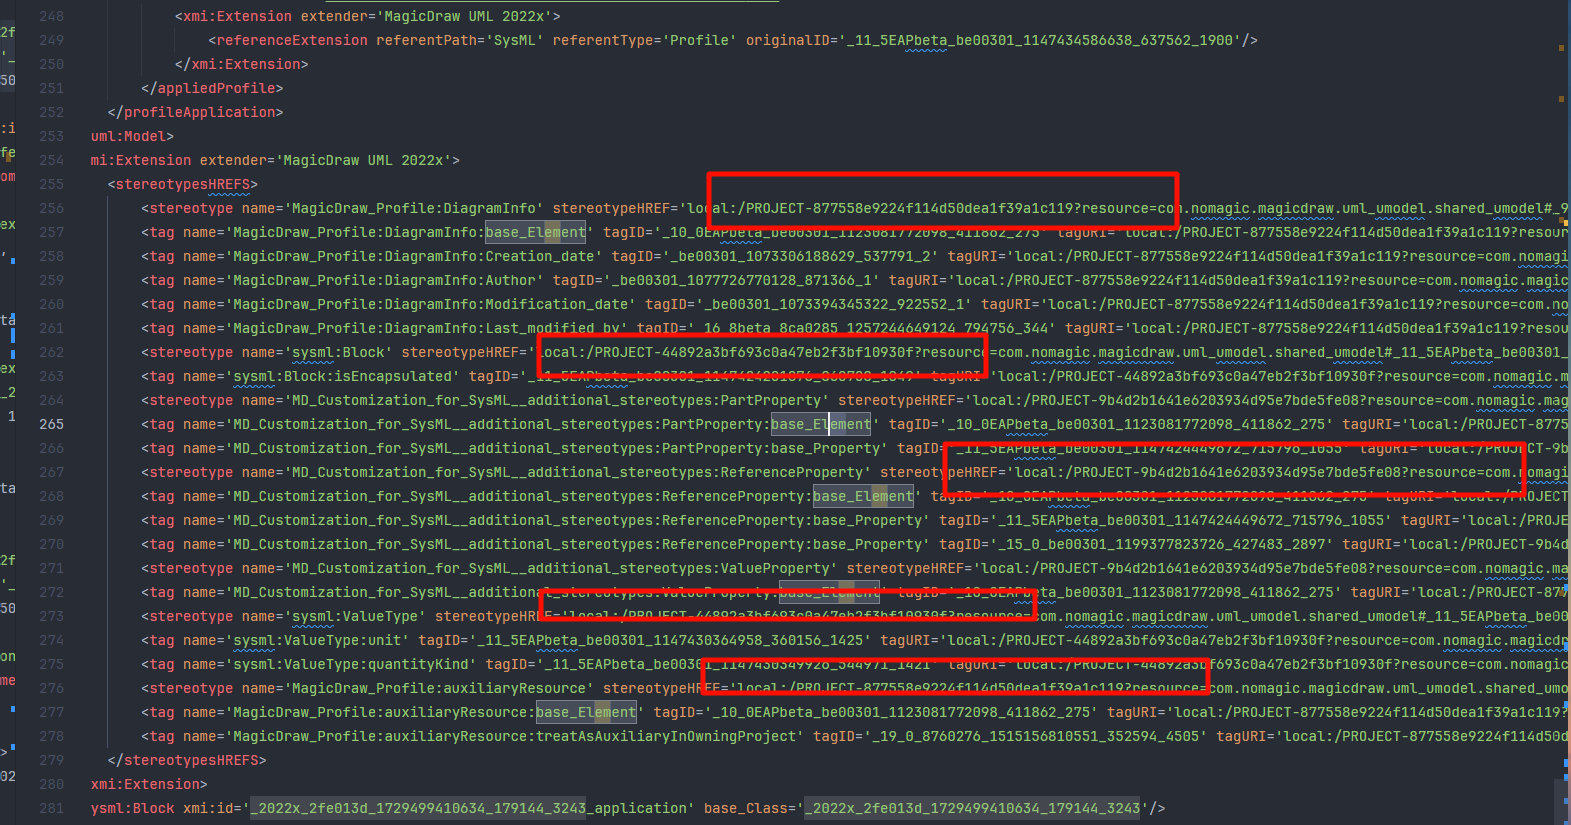 248 <xmi:Extension extender='MagicDraw UML 2022x'>
249 <referenceExtension referentPath='SysML' referentType='Profile' originalID='_11_5EAPbeta_be00301_1147434586638_637562_1900'/>
250 </xmi:Extension>
251 </appliedProfile>
252 </profileApplication>
253 uml:Model>
254 mi:Extension extender='MagicDraw UML 2022x'>
255 <stereotypesHREFS>
256 <stereotype name='MagicDraw_Profile:DiagramInfo' stereotypeHREF='local:/PROJECT-877558e9224f114d50dea1f39a1c119?resource=com.nomagic.magicdraw.uml_umodel.shared_umodel#_9
257 <tag name='MagicDraw_Profile:DiagramInfo:base_Element' tagID='_10_0EAPbeta_be00301_1123081772098_411862_275' tagURI='local:/PROJECT-877558e9224f114d50dea1f39a1c119?resour
258 <tag name='MagicDraw_Profile:DiagramInfo:Creation_date' tagID='_be00301_1073306188629_537791_2' tagURI='local:/PROJECT-877558e9224f114d50dea1f39a1c119?resource=com.nomagi
259 <tag name='MagicDraw_Profile:DiagramInfo:Author' tagID='_be00301_1077726770128_871366_1' tagURI='local:/PROJECT-877558e9224f114d50dea1f39a1c119?resource=com.nomagic.magic
260 <tag name='MagicDraw_Profile:DiagramInfo:Modification_date' tagID='_be00301_1073394345322_922552_1' tagURI='local:/PROJECT-877558e9224f114d50dea1f39a1c119?resource=com.no
261 <tag name='MagicDraw_Profile:DiagramInfo:Last_modified_by' tagID='_16_8beta_8ca0285_1257244649124_794756_344' tagURI='local:/PROJECT-877558e9224f114d50dea1f39a1c119?resou
262 <stereotype name='sysml:Block' stereotypeHREF='local:/PROJECT-44892a3bf693c0a47eb2f3bf10930f?resource=com.nomagic.magicdraw.uml_umodel.shared_umodel#_11_5EAPbeta_be00301_
263 <tag name='sysml:Block:isEncapsulated' tagID= tagURI='local:/PROJECT-44892a3bf693c0a47eb2f3bf10930f?resource=com.nomagic.m
264 <stereotype name='MD_Customization_for_SysML__additional_stereotypes:PartProperty' stereotypeHREF='local:/PROJECT-9b4d2b1641e6203934d95e7bde5fe08?resource=com.nomagic.mag
265 <tag name='MD_Customization_for_SysML__additional_stereotypes:PartProperty:base_Element' tagID='_10_0EAPbeta_be00301_1123081772098_411862_275' tagURI='local:/PROJECT-8775
266 <tag name='MD_Customization_for_SysML__additional_stereotypes:PartProperty:base_Property' tagID='_11_5EAPbeta_be00301_1147424449672_715796_1055' tagURI='local:/PROJECT-9b
267 <stereotype name='MD_Customization_for_SysML__additional_stereotypes:ReferenceProperty' stereotypeHREF='local:/PROJECT-9b4d2b1641e6203934d95e7bde5fe08?resource=com.nomagi
268 <tag name='MD_Customization_for_SysML__additional_stereotypes:ReferenceProperty:base_Element' tagID='_10_0EAPbeta_be00301_1123081772098_411862_275' tagURI='local:/PROJECT
269 <tag name='MD_Customization_for_SysML__additional_stereotypes:ReferenceProperty:base_Property' tagID='_11_5EAPbeta_be00301_1147424449672_715796_1055' tagURI='local:/PROJE
270 <tag name='MD_Customization_for_SysML__additional_stereotypes:ReferenceProperty:base_Property' tagID='_15_0_be00301_1199377823726_427483_2897' tagURI='local:/PROJECT-9b4d
271 <stereotype name='MD_Customization_for_SysML__additional_stereotypes:ValueProperty' stereotypeHREF='local:/PROJECT-9b4d2b1641e6203934d95e7bde5fe08?resource=com.nomagic.ma
272 <tag name='MD_Customization_for_SysML__additional_stereotypes:ValueProperty:base_Element' tagID='_10_0EAPbeta_be00301_1123081772098_411862_275' tagURI='local:/PROJECT-877
273 <stereotype name='sysml:ValueType' stereotypeHREF='local:/PROJECT-44892a3bf693c0a47eb2f3bf10930f?resource=com.nomagic.magicdraw.uml_umodel.shared_umodel#_11_5EAPbeta_be00
274 <tag name='sysml:ValueType:unit' tagID='_11_5EAPbeta_be00301_1147430364958_360156_1425' tagURI='local:/PROJECT-44892a3bf693c0a47eb2f3bf10930f?resource=com.nomagic.magicdr
275 <tag name='sysml:ValueType:quantityKind' tagID='_11_5EAPbeta_be00301_1147430349926_344971_1421' tagURI='local:/PROJECT-44892a3bf693c0a47eb2f3bf10930f?resource=com.nomagic
276 <stereotype name='MagicDraw_Profile:auxiliaryResource' stereotypeHREF='local:/PROJECT-877558e9224f114d50dea1f39a1c119?resource=com.nomagic.magicdraw.uml_umodel.shared_umo
277 <tag name='MagicDraw_Profile:auxiliaryResource:base_Element' tagID='_10_0EAPbeta_be00301_1123081772098_411862_275' tagURI='local:/PROJECT-877558e9224f114d50dea1f39a1c119?
278 <tag name='MagicDraw_Profile:auxiliaryResource:treatAsAuxiliaryInOwningProject' tagID='_19_0_8760276_1515156810551_352594_4505' tagURI='local:/PROJECT-877558e9224f114d50d
279 </stereotypesHREFS>
280 xmi:Extension>
281 ysml:Block xmi:id='_2022x_2fe013d_1729499410634_179144_3243_application' base_Class='_2022x_2fe013d_1729499410634_179144_3243'/>